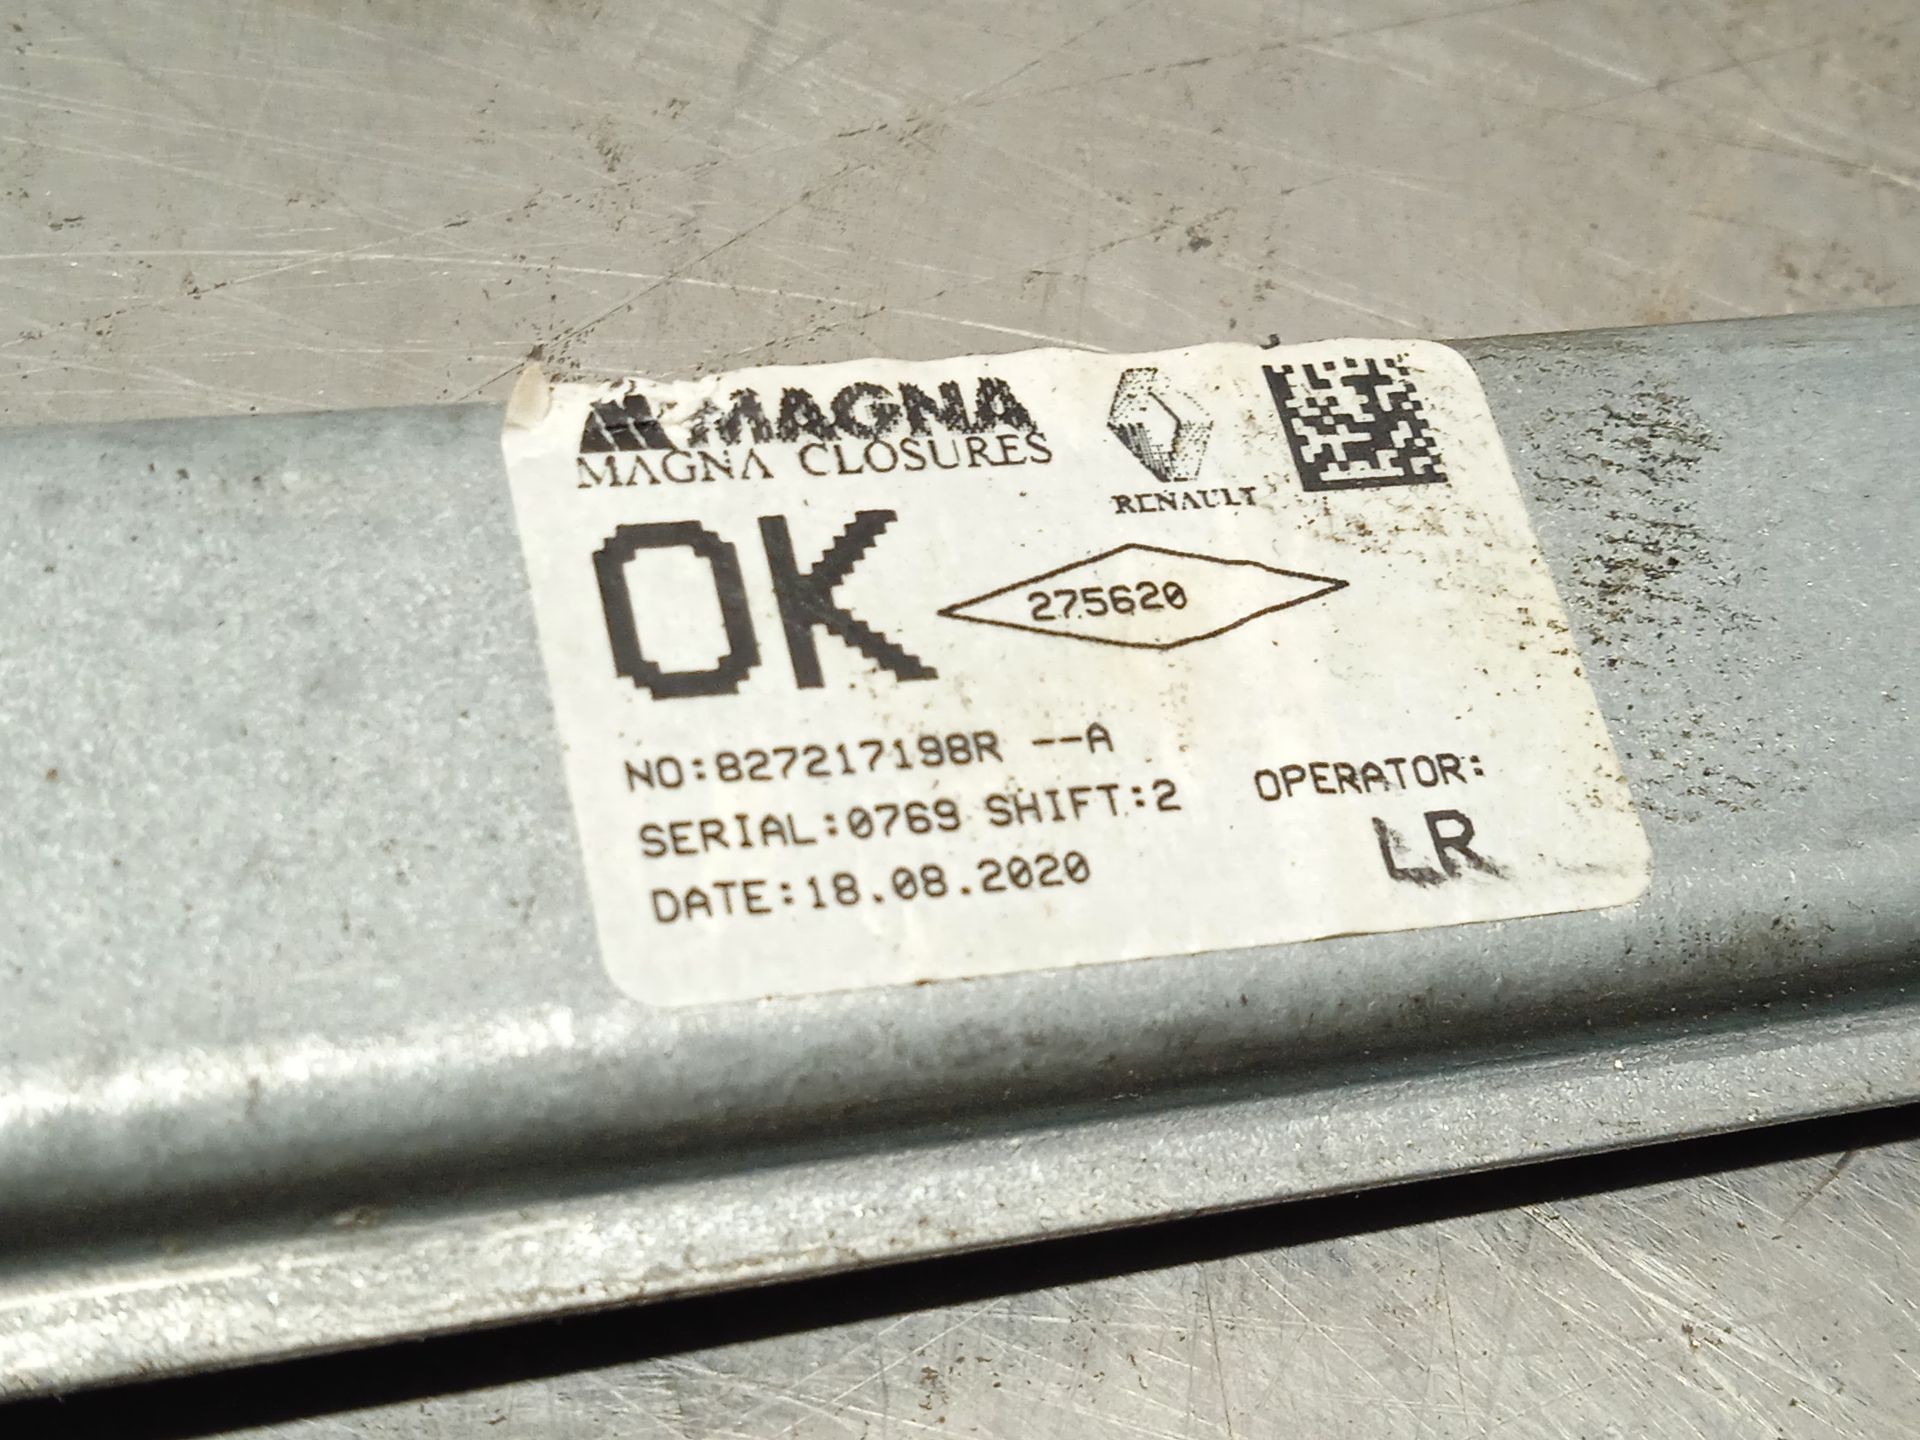 MAGNA
MAGNA CLOSURES
RENAULT
OK
275620
NO:827217198R --A
SERIAL:0769 SHIFT:2
OPERATOR:
LR
DATE:18.08.2020